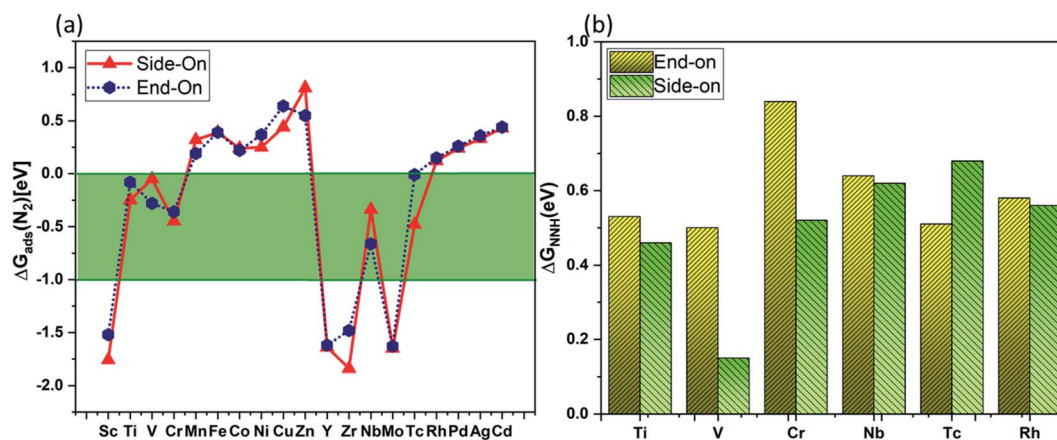 (a)
Side-On
End-On
ΔG_ads(N₂)[eV]
1.0
0.5
0.0
-0.5
-1.0
-1.5
-2.0
Sc Ti V Cr Mn Fe Co Ni Cu Zn Y Zr Nb Mo Tc Rh Pd Ag Cd
(b)
End-on
Side-on
ΔG_NNH(eV)
1.0
0.8
0.6
0.4
0.2
0.0
Ti V Cr Nb Tc Rh